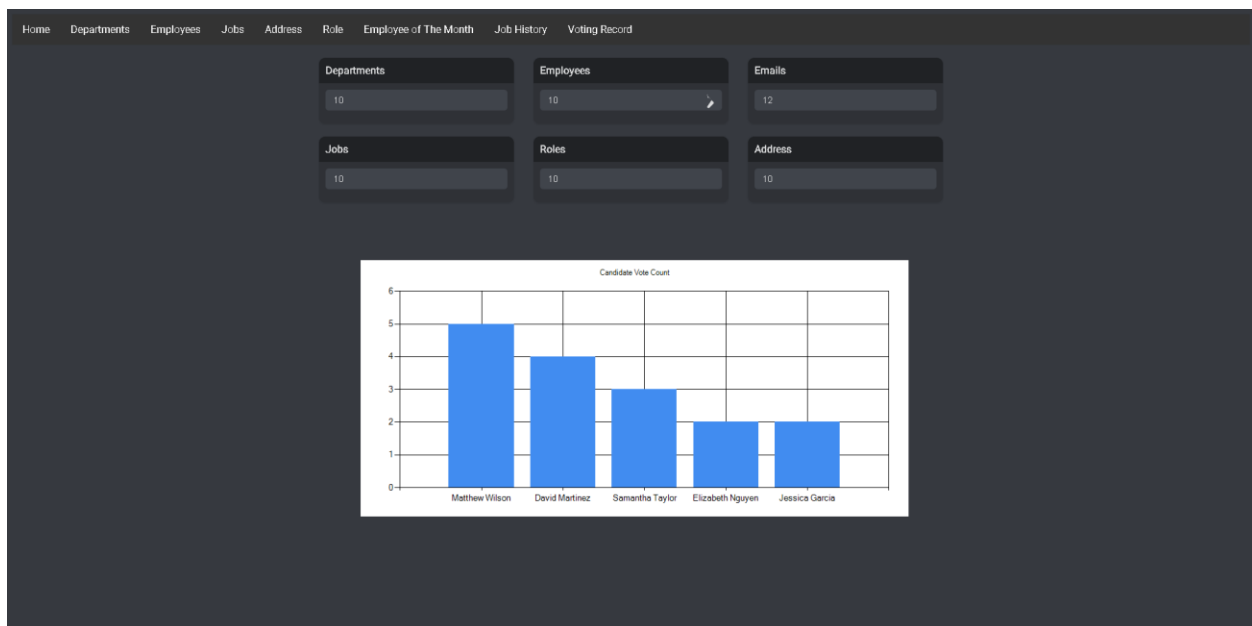 Home Departments Employees Jobs Address Role Employee of The Month Job History Voting Record
Departments Employees Emails
10 10 12
Jobs Roles Address
10 10 10
Candidate Vote Count
6
5
4
3
2
1
0
Matthew Wilson David Martinez Samantha Taylor Elizabeth Nguyen Jessica Garcia